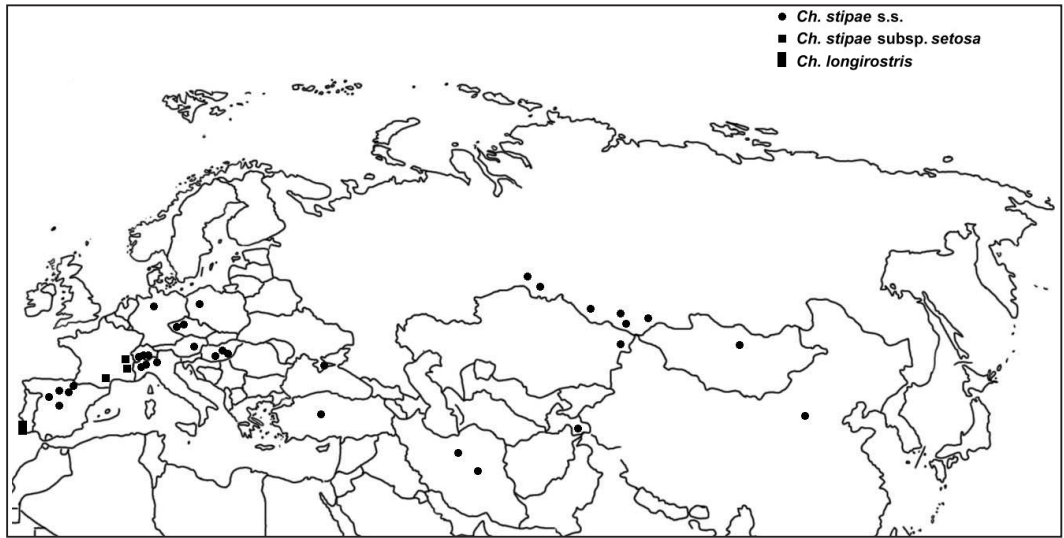 Ch. stipae s.s.
Ch. stipae subsp. setosa
Ch. longirostris